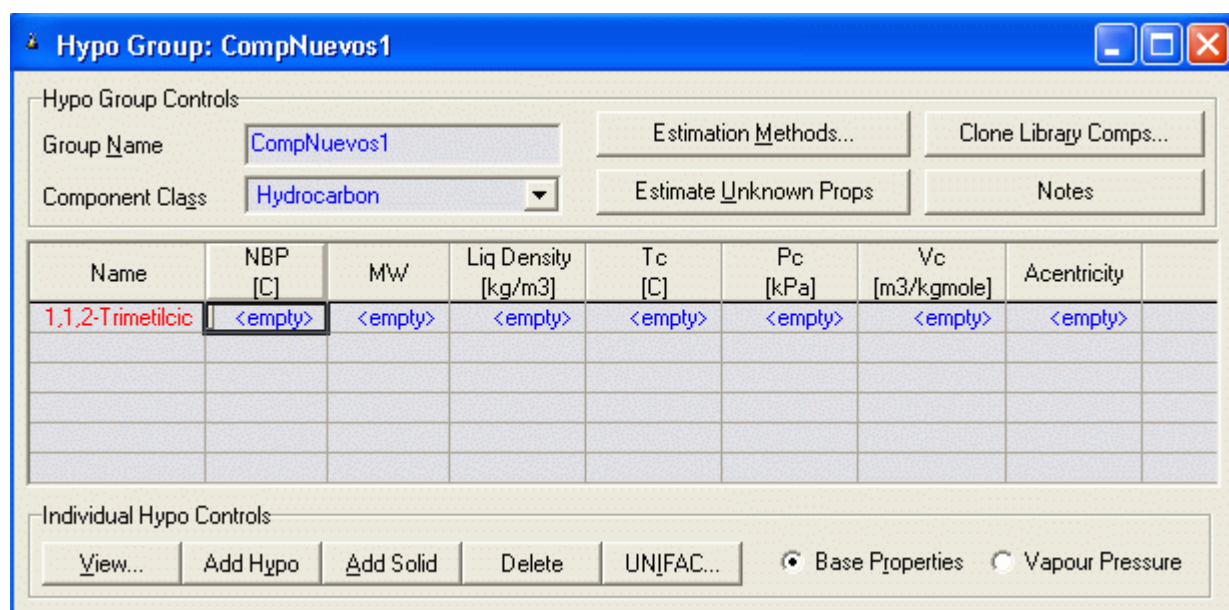 Hypo Group: CompNuevos1
Hypo Group Controls
Group Name CompNuevos1 Estimation Methods... Clone Library Comps...
Component Class Hydrocarbon Estimate Unknown Props Notes
Name NBP [C] MW Liq Density [kg/m3] Tc [C] Pc [kPa] Vc [m3/kgmole] Acentricity
1,1,2-Trimetilcic <empty> <empty> <empty> <empty> <empty> <empty> <empty>
Individual Hypo Controls
View... Add Hypo Add Solid Delete UNIFAC... Base Properties Vapour Pressure